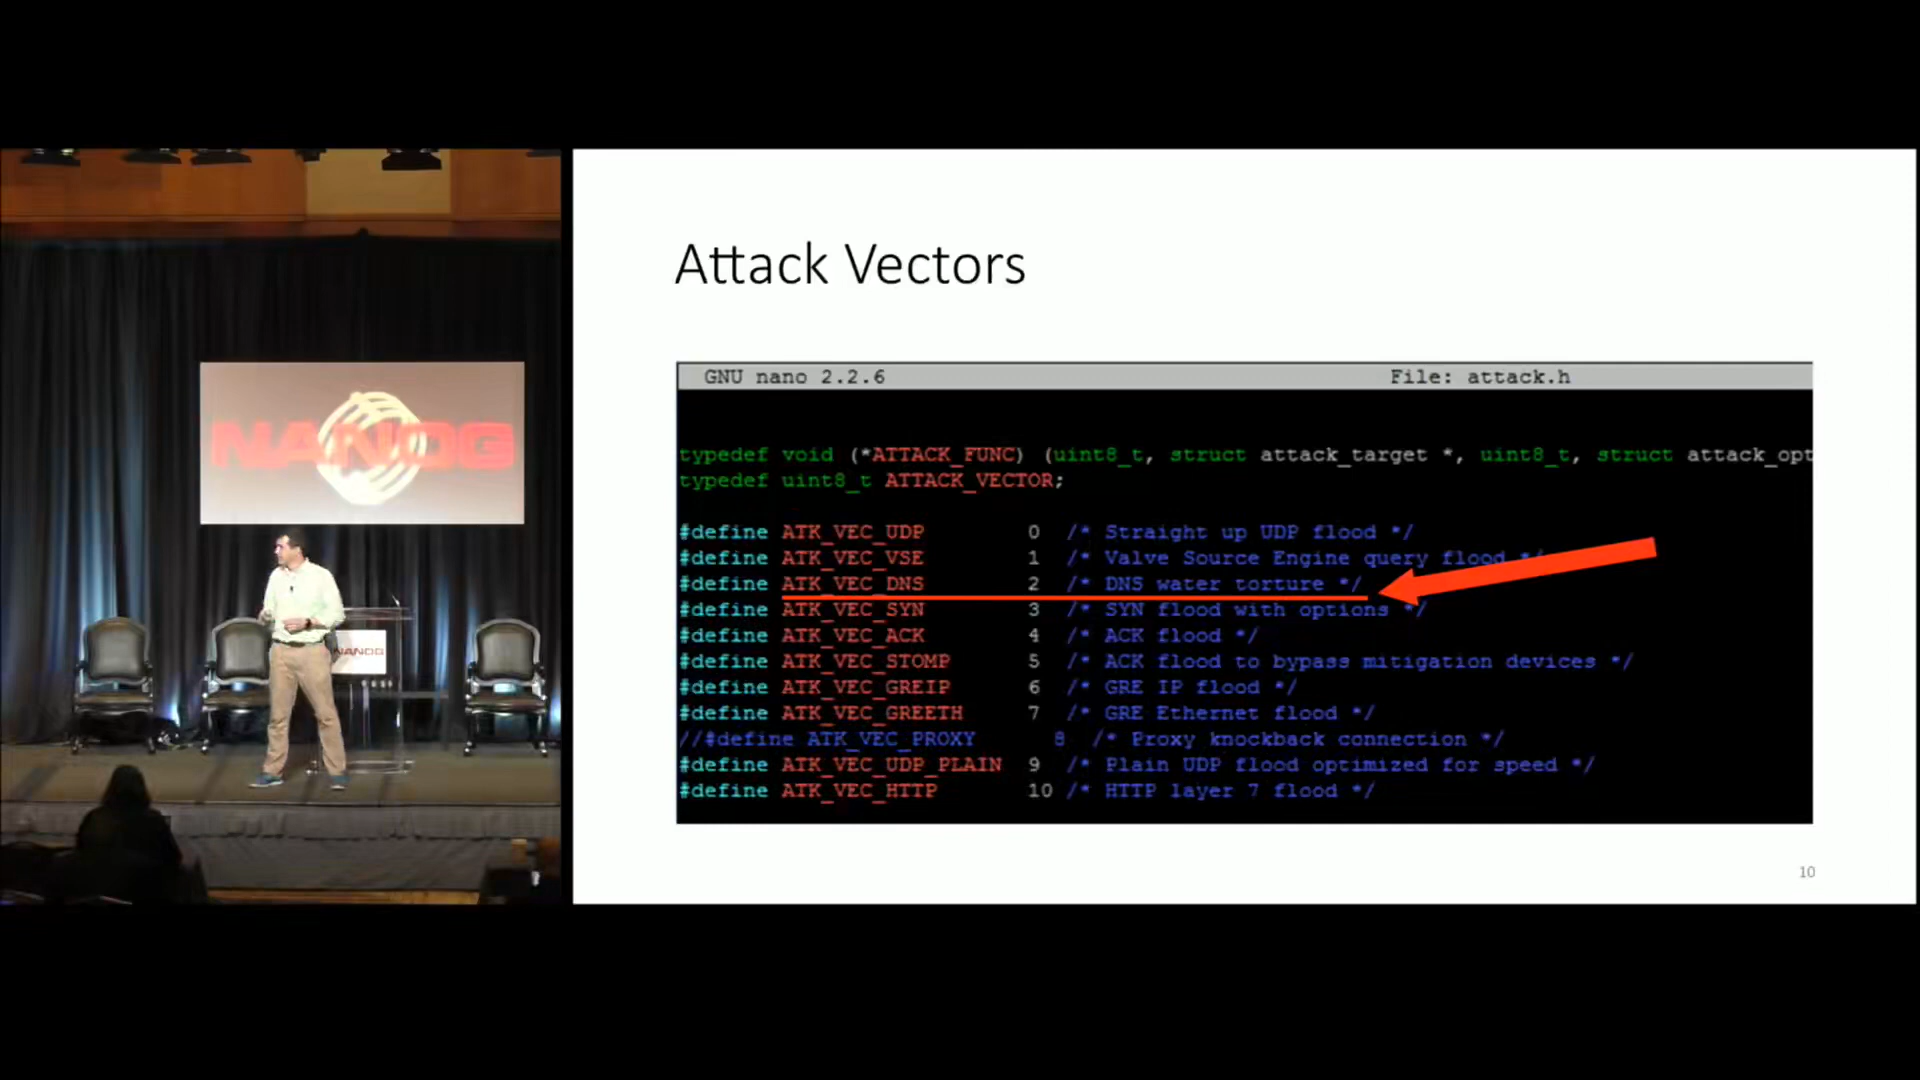 NANOG
NANOG
Attack Vectors
GNU nano 2.2.6 File: attack.h
typedef void (*ATTACK_FUNC) (uint8_t, struct attack_target *, uint8_t, struct attack_opt
typedef uint8_t ATTACK_VECTOR;
#define ATK_VEC_UDP 0 /* Straight up UDP flood */
#define ATK_VEC_VSE 1 /* Valve Source Engine query flood */
#define ATK_VEC_DNS 2 /* DNS water torture */
#define ATK_VEC_SYN 3 /* SYN flood with options */
#define ATK_VEC_ACK 4 /* ACK flood */
#define ATK_VEC_STOMP 5 /* ACK flood to bypass mitigation devices */
#define ATK_VEC_GREIP 6 /* GRE IP flood */
#define ATK_VEC_GREETH 7 /* GRE Ethernet flood */
//#define ATK_VEC_PROXY 8 /* Proxy knockback connection */
#define ATK_VEC_UDP_PLAIN 9 /* Plain UDP flood optimized for speed */
#define ATK_VEC_HTTP 10 /* HTTP layer 7 flood */
10